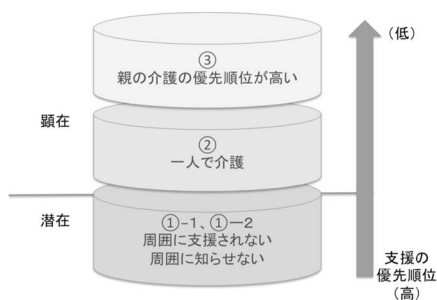 ③
親の介護の優先順位が高い
顕在
②
一人で介護
潜在
①-1、①ー2
周囲に支援されない
周囲に知らせない
（低）
支援の
優先順位
（高）